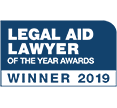 LEGAL AID
LAWYER
OF THE YEAR AWARDS
WINNER 2019